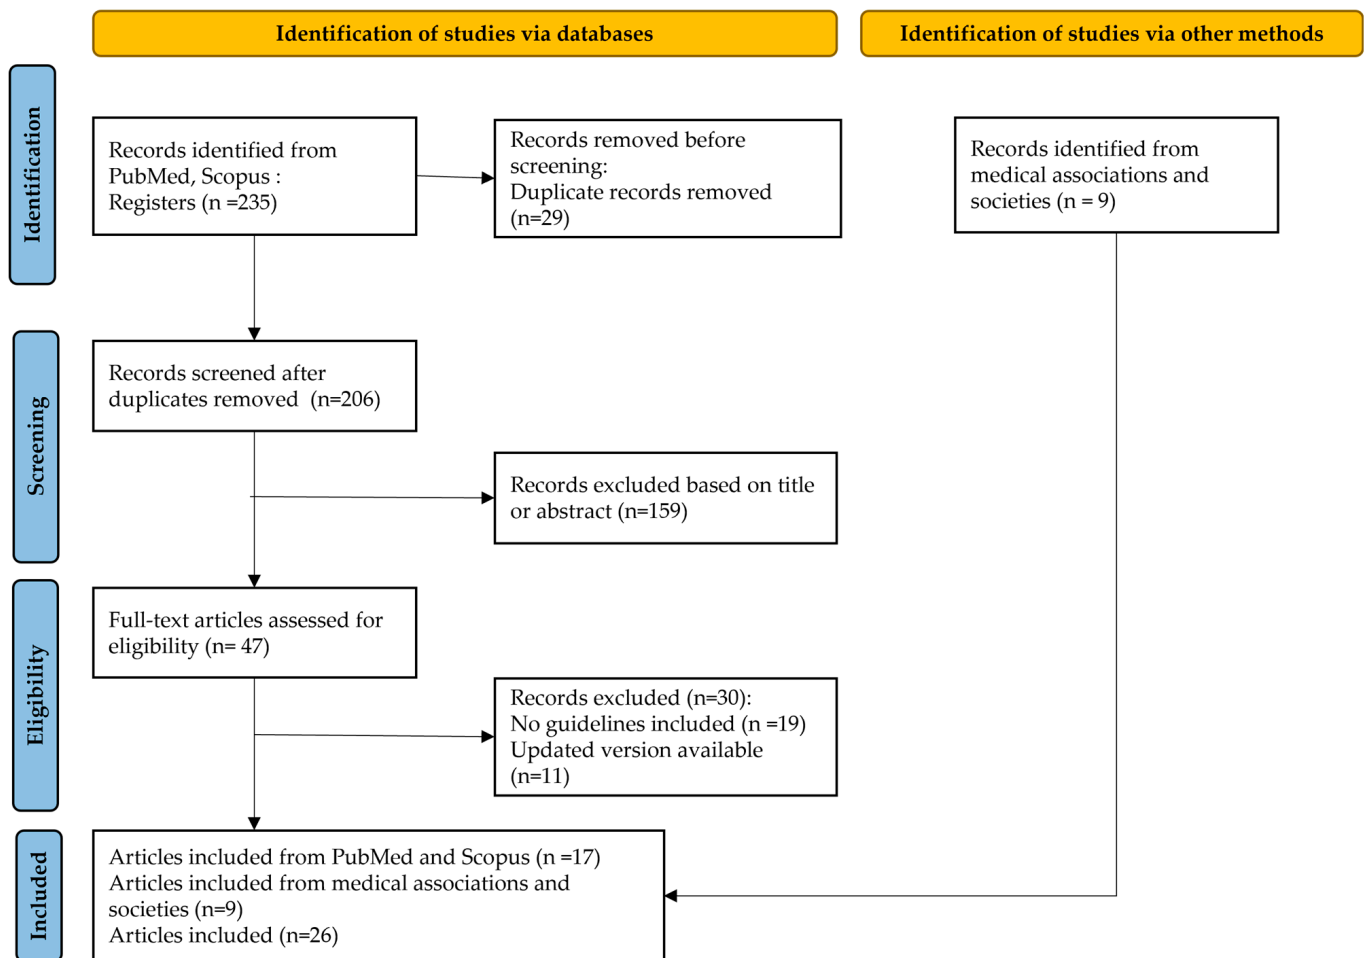 Identification of studies via databases
Identification of studies via other methods
Identification
Records identified from
PubMed, Scopus :
Registers (n =235)
Records removed before
screening:
Duplicate records removed
(n=29)
Records identified from
medical associations and
societies (n = 9)
Screening
Records screened after
duplicates removed  (n=206)
Records excluded based on title
or abstract (n=159)
Eligibility
Full-text articles assessed for
eligibility (n= 47)
Records excluded (n=30):
No guidelines included (n =19)
Updated version available
(n=11)
Included
Articles included from PubMed and Scopus (n =17)
Articles included from medical associations and
societies (n=9)
Articles included (n=26)